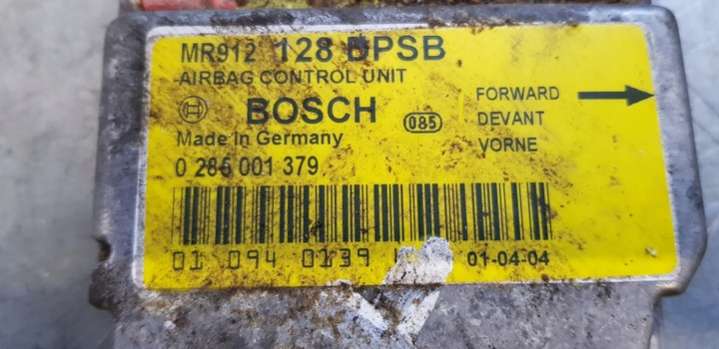 MR912 128 DPSB
AIRBAG CONTROL UNIT
BOSCH
Made In Germany
085
0 285 001 379
FORWARD
DEVANT
VORNE
01 094 0139
01-04-04